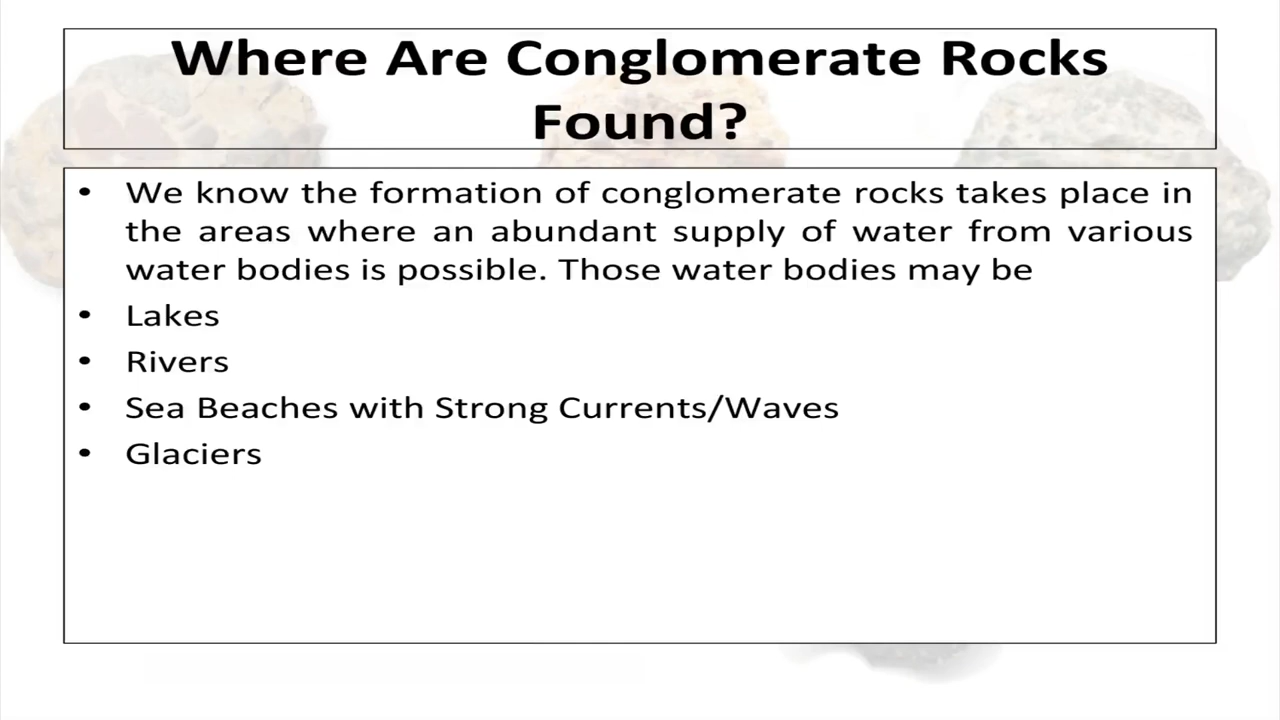 Where Are Conglomerate Rocks
Found?
• We know the formation of conglomerate rocks takes place in
the areas where an abundant supply of water from various
water bodies is possible. Those water bodies may be
• Lakes
• Rivers
• Sea Beaches with Strong Currents/Waves
• Glaciers